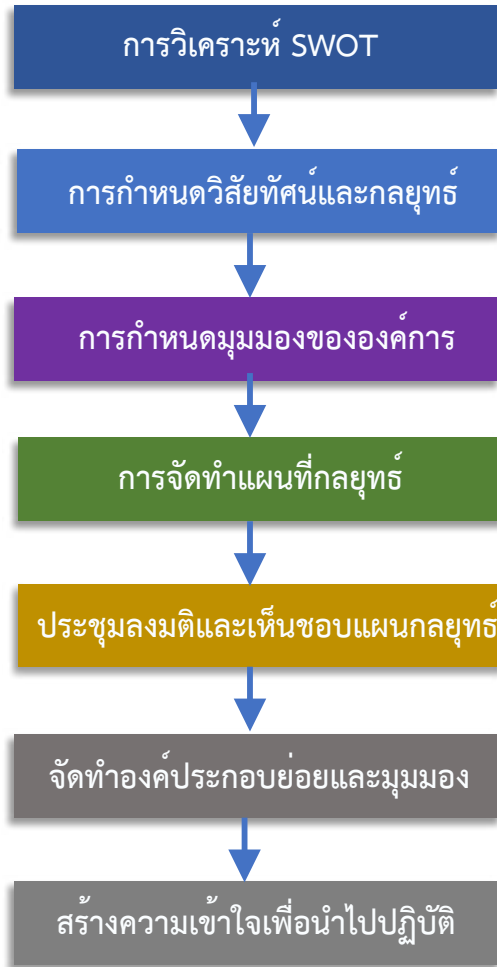 การวิเคราะห์ SWOT
การกำหนดวิสัยทัศน์และกลยุทธ์
การกำหนดมุมมองขององค์การ
การจัดทำแผนที่กลยุทธ์
ประชุมลงมติและเห็นชอบแผนกลยุทธ์
จัดทำองค์ประกอบย่อยและมุมมอง
สร้างความเข้าใจเพื่อนำไปปฏิบัติ